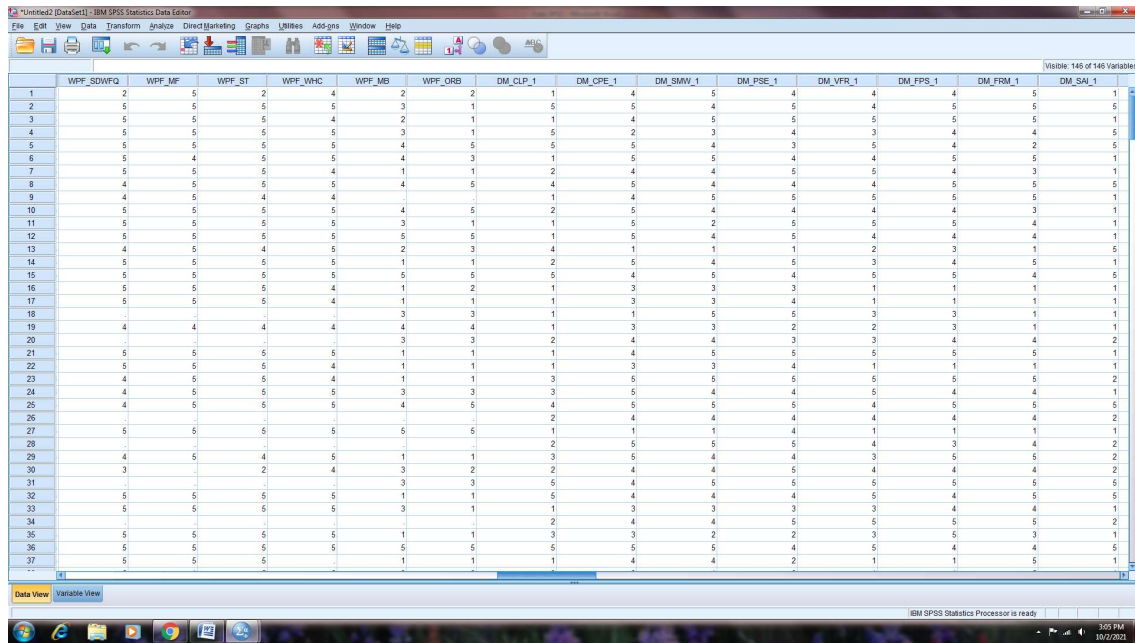 *Untitled2 [DataSet1] - IBM SPSS Statistics Data Editor
File Edit View Data Transform Analyze Direct Marketing Graphs Utilities Add-ons Window Help
Visible: 146 of 146 Variables
WPF_SDWFQ WPF_MF WPF_ST WPF_WHC WPF_MB WPF_ORB DM_CLP_1 DM_CPE_1 DM_SMW_1 DM_PSE_1 DM_VFR_1 DM_FPS_1 DM_FRM_1 DM_SAI_1
1 2 5 2 4 2 2 1 4 5 4 4 4 5 1
2 5 5 5 5 3 1 5 5 4 5 4 5 5 5
3 5 5 5 4 2 1 1 4 5 5 5 5 5 1
4 5 5 5 5 3 1 5 2 3 4 3 4 4 5
5 5 5 5 5 4 5 5 5 4 3 5 4 2 5
6 5 4 5 5 4 3 1 5 5 4 4 5 5 1
7 5 5 5 4 1 1 2 4 4 5 5 4 3 1
8 4 5 5 5 4 5 4 5 4 4 4 5 5 5
9 4 5 4 4 . . 1 4 5 5 5 5 5 1
10 5 5 5 5 4 5 2 5 4 4 4 4 3 1
11 5 5 5 5 3 1 1 5 2 5 5 5 4 1
12 5 5 5 5 5 5 1 5 4 5 4 4 4 1
13 4 5 4 5 2 3 4 1 1 1 2 3 1 5
14 5 5 5 5 1 1 2 5 4 5 3 4 5 1
15 5 5 5 5 5 5 5 4 5 4 5 5 4 5
16 5 5 5 4 1 2 1 3 3 3 1 1 1 1
17 5 5 5 4 1 1 1 3 3 4 1 1 1 1
18 . . . . 3 3 1 1 5 5 3 3 1 1
19 4 4 4 4 4 4 1 3 3 2 2 3 1 1
20 . . . . 3 3 2 4 4 3 3 4 4 2
21 5 5 5 5 1 1 1 4 5 5 5 5 5 1
22 5 5 5 4 1 1 1 3 3 4 1 1 1 1
23 4 5 5 4 1 1 3 5 5 5 5 5 5 2
24 4 5 5 5 3 3 3 5 4 4 5 4 4 1
25 4 5 5 5 4 5 4 5 5 5 4 5 5 5
26 . . . . . . 2 4 4 4 4 4 4 2
27 5 5 5 5 5 5 1 1 1 4 1 1 1 1
28 . . . . . . 2 5 5 5 4 3 4 2
29 4 5 4 5 1 1 3 5 4 4 3 5 5 2
30 3 . 2 4 3 2 2 4 4 5 4 4 4 2
31 . . . . 3 3 5 4 5 5 5 5 5 5
32 5 5 5 5 1 1 5 4 4 4 5 4 5 5
33 5 5 5 5 3 1 1 3 3 3 3 4 4 1
34 . . . . . . 2 4 4 5 5 5 5 2
35 5 5 5 5 1 1 3 3 2 2 3 5 3 1
36 5 5 5 5 5 5 5 5 5 4 5 4 4 5
37 5 5 5 . 1 1 1 4 4 2 1 1 5 1
Data View Variable View
IBM SPSS Statistics Processor is ready
3:05 PM
10/2/2021